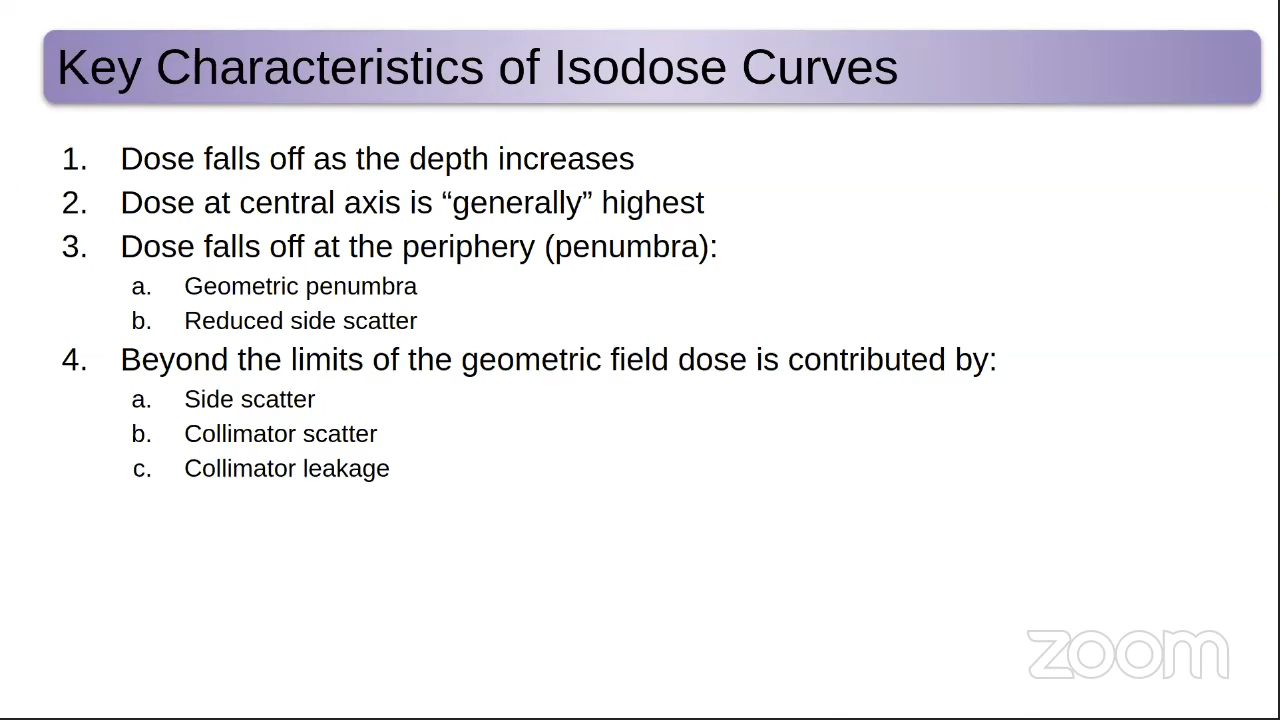 Key Characteristics of Isodose Curves
1. Dose falls off as the depth increases
2. Dose at central axis is “generally” highest
3. Dose falls off at the periphery (penumbra):
a. Geometric penumbra
b. Reduced side scatter
4. Beyond the limits of the geometric field dose is contributed by:
a. Side scatter
b. Collimator scatter
c. Collimator leakage
zoom